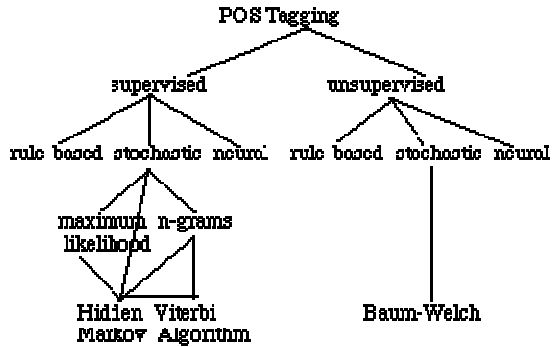 POS Tagging
supervised unsupervised
rule based stochastic neural rule based stochastic neural
maximum n-grams
likelihood
Hidden Viterbi Baum-Welch
Markov Algorithm